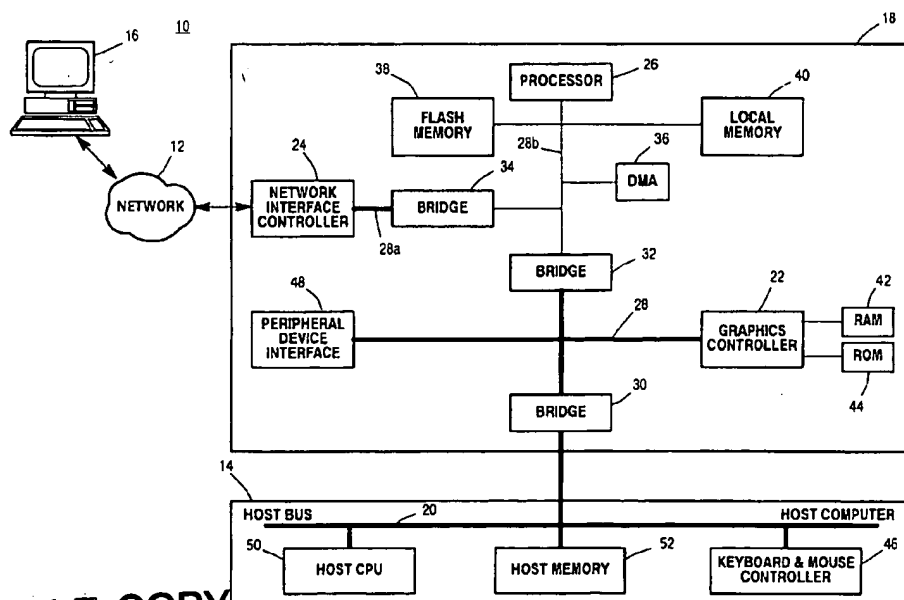 16
10
18
38
PROCESSOR
26
40
FLASH
MEMORY
LOCAL
MEMORY
12
24
34
28b
36
DMA
NETWORK
NETWORK
INTERFACE
CONTROLLER
BRIDGE
28a
BRIDGE
32
48
22
42
PERIPHERAL
DEVICE
INTERFACE
28
GRAPHICS
CONTROLLER
RAM
ROM
30
44
BRIDGE
14
HOST BUS
20
HOST COMPUTER
50
HOST CPU
HOST MEMORY
52
KEYBOARD & MOUSE
CONTROLLER
46
COPY